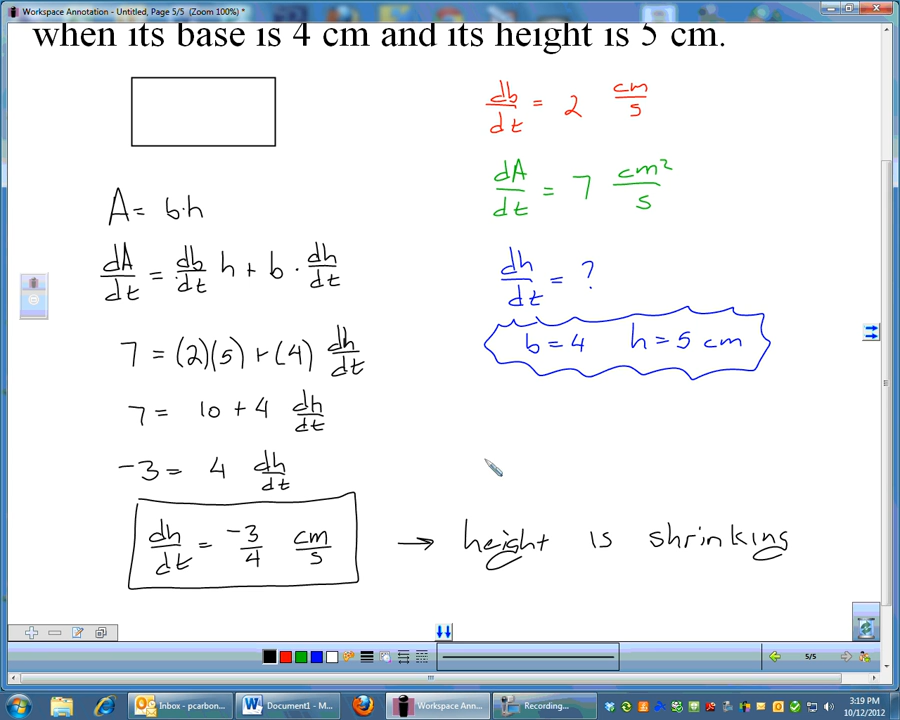 Workspace Annotation - Untitled, Page 5/5 (Zoom 100%) *
when its base is 4 cm and its height is 5 cm.
db/dt = 2 cm/s
dA/dt = 7 cm²/s
A = b·h
dA/dt = db/dt h + b · dh/dt
dh/dt = ?
b = 4 h = 5 cm
7 = (2)(5) + (4) dh/dt
7 = 10 + 4 dh/dt
-3 = 4 dh/dt
dh/dt = -3/4 cm/s → height is shrinking
5/5
Inbox - pcarbon...
Document1 - M...
Workspace Ann...
Recording...
3:19 PM
10/12/2012